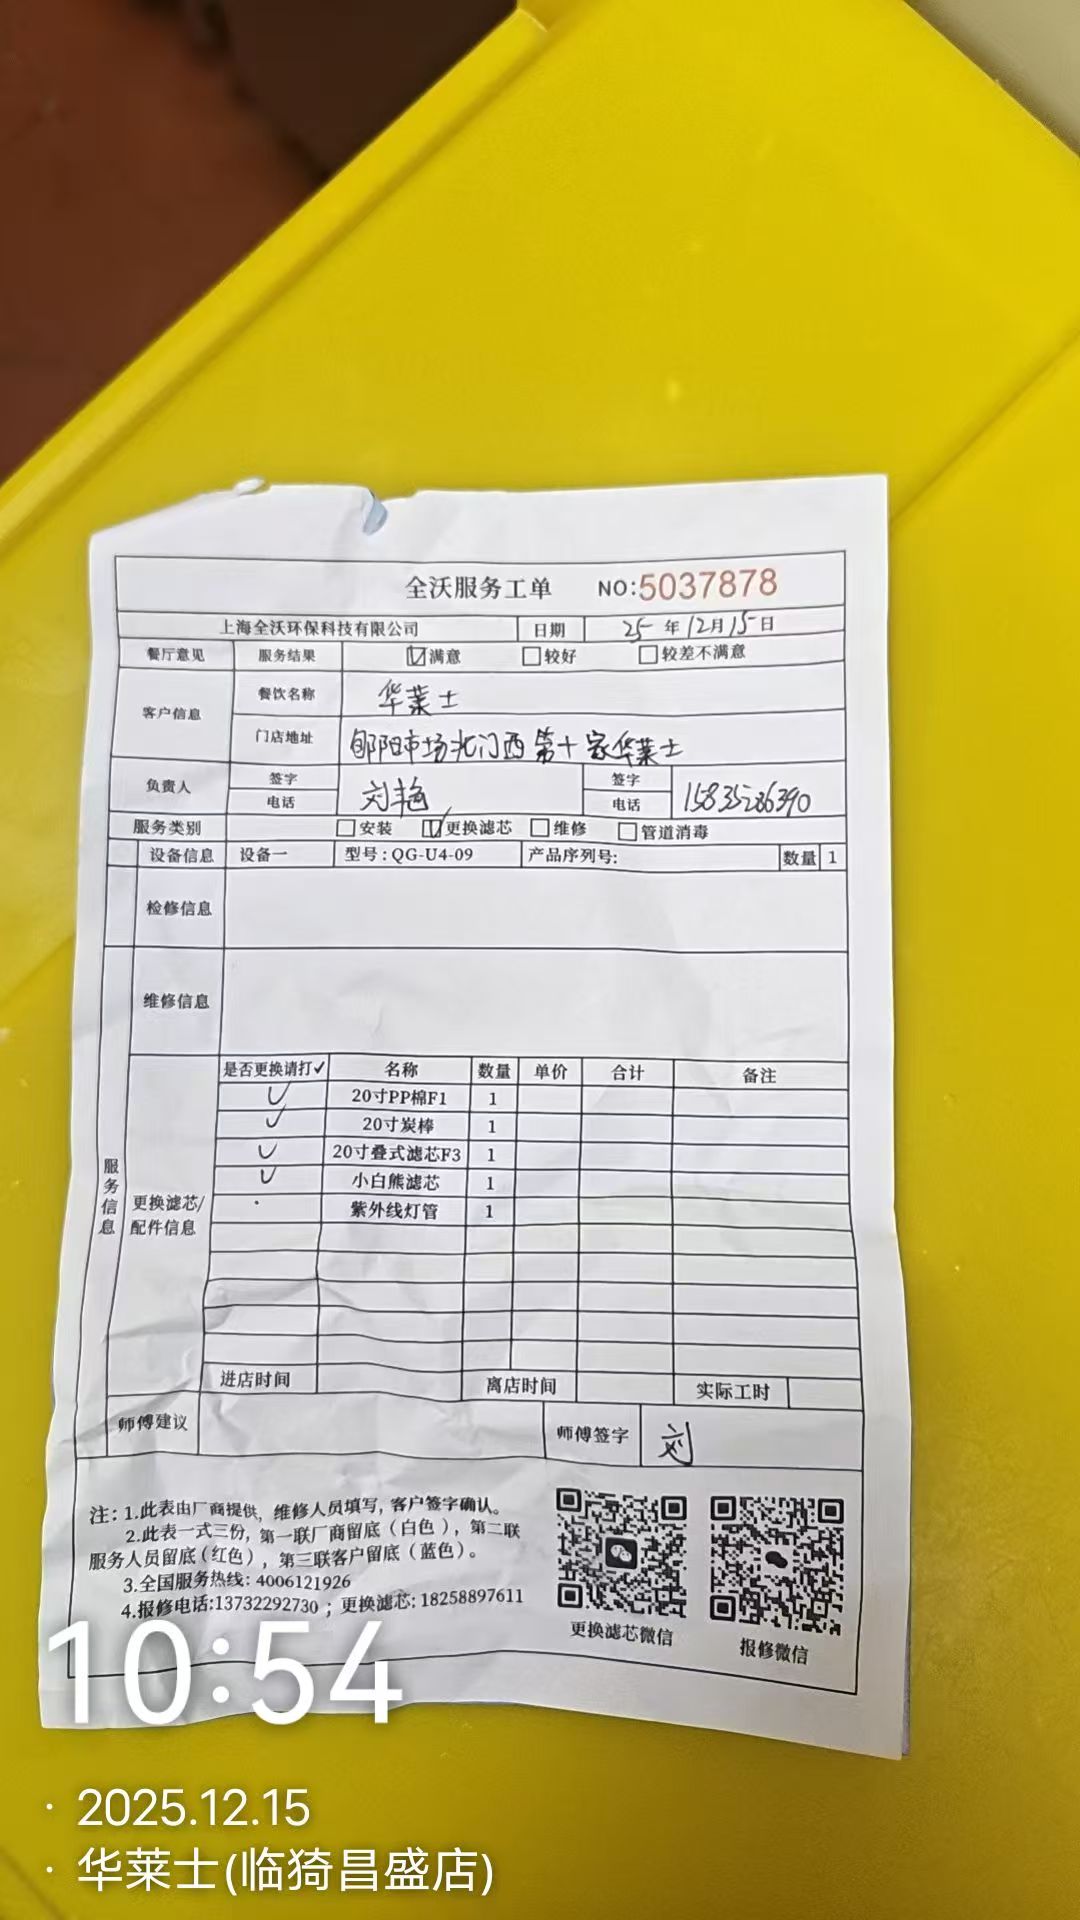 全沃服务工单 NO:5037878
上海全沃环保科技有限公司 日期 25年12月15日
餐厅意见 服务结果 ☑满意 □较好 □较差不满意
客户信息 餐饮名称 华莱士
门店地址 郇阳市场北门西第十家华莱士
负责人 签字 刘艳 签字
电话 电话 15835286390
服务类别 □安装 ☑更换滤芯 □维修 □管道消毒
设备信息 设备一 型号:QG-U4-09 产品序列号: 数量 1
检修信息
维修信息
服务信息
更换滤芯/配件信息
是否更换请打✓ 名称 数量 单价 合计 备注
✓ 20寸PP棉F1 1
✓ 20寸炭棒 1
✓ 20寸叠式滤芯F3 1
✓ 小白熊滤芯 1
紫外线灯管 1
进店时间 离店时间 实际工时
师傅建议 师傅签字 刘
注: 1.此表由厂商提供, 维修人员填写, 客户签字确认。
2.此表一式三份, 第一联厂商留底(白色), 第二联
服务人员留底(红色), 第三联客户留底(蓝色)。
3.全国服务热线: 4006121926
4.报修电话:13732292730 ; 更换滤芯: 18258897611
更换滤芯微信 报修微信
10:54
· 2025.12.15
· 华莱士(临猗昌盛店)